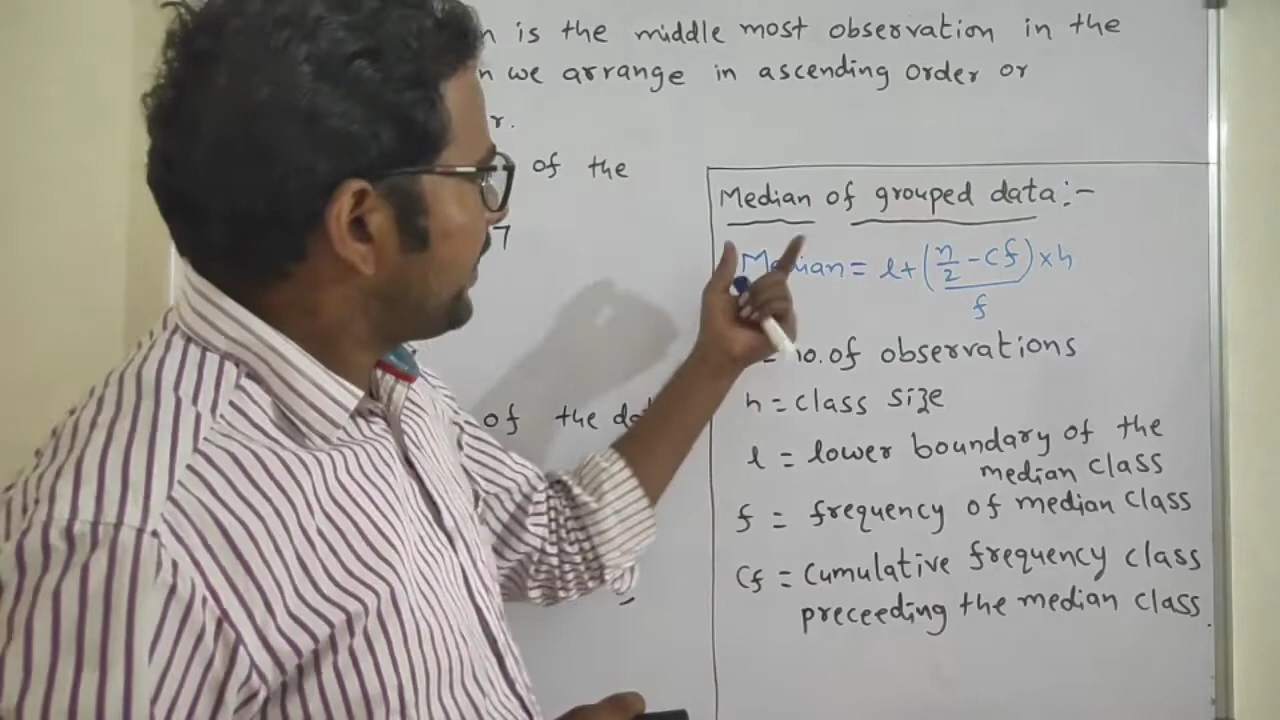 is the middle most observation in the
we arrange in ascending order or
r.
of the
7
Median of grouped data:-
Median = l + (n/2 - cf)/f × h
= no. of observations
h = class size
of the
l = lower boundary of the
median class
f = frequency of median class
Cf = Cumulative frequency class
preceeding the median class.